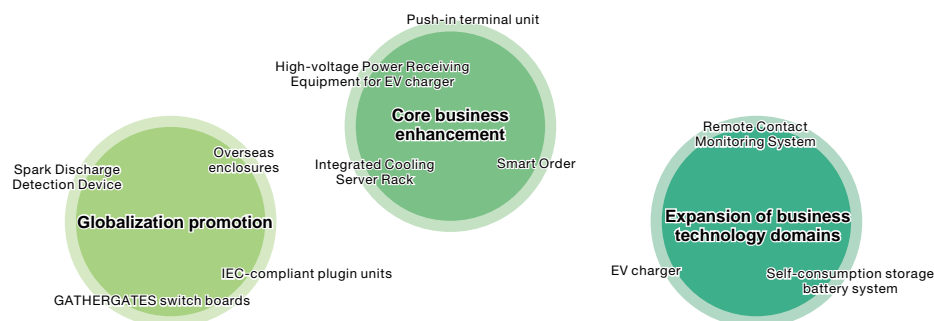 Push-in terminal unit
High-voltage Power Receiving
Equipment for EV charger
Core business
enhancement
Integrated Cooling
Server Rack
Smart Order
Overseas
enclosures
Spark Discharge
Detection Device
Globalization promotion
IEC-compliant plugin units
GATHERGATES switch boards
Remote Contact
Monitoring System
Expansion of business
technology domains
EV charger
Self-consumption storage
battery system